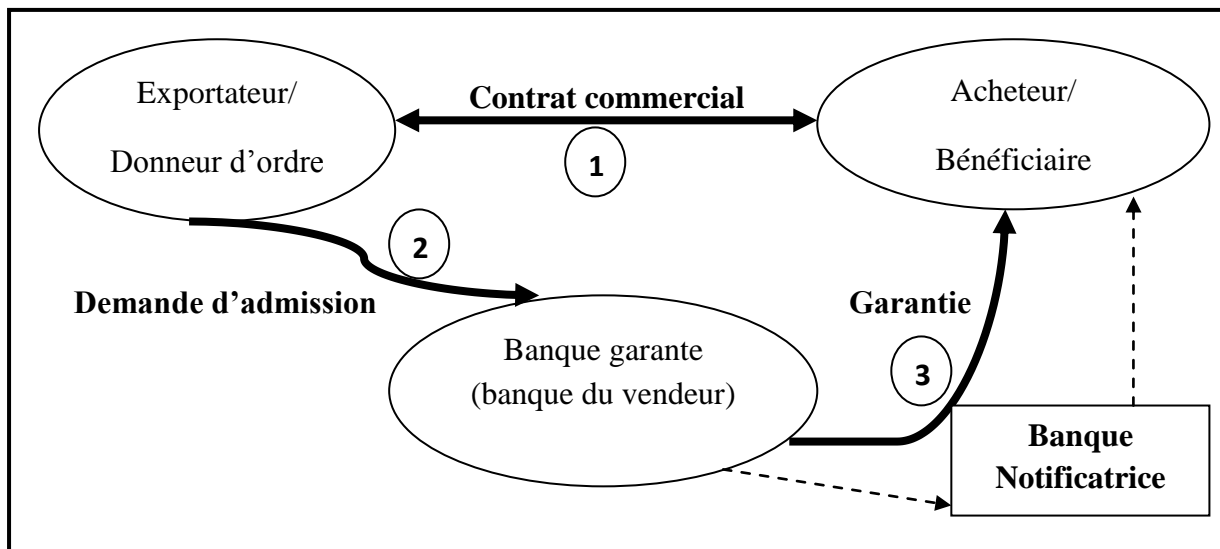 Exportateur/
Donneur d’ordre
Contrat commercial
1
Acheteur/
Bénéficiaire
2
Demande d’admission
Garantie
Banque garante
(banque du vendeur)
3
Banque
Notificatrice